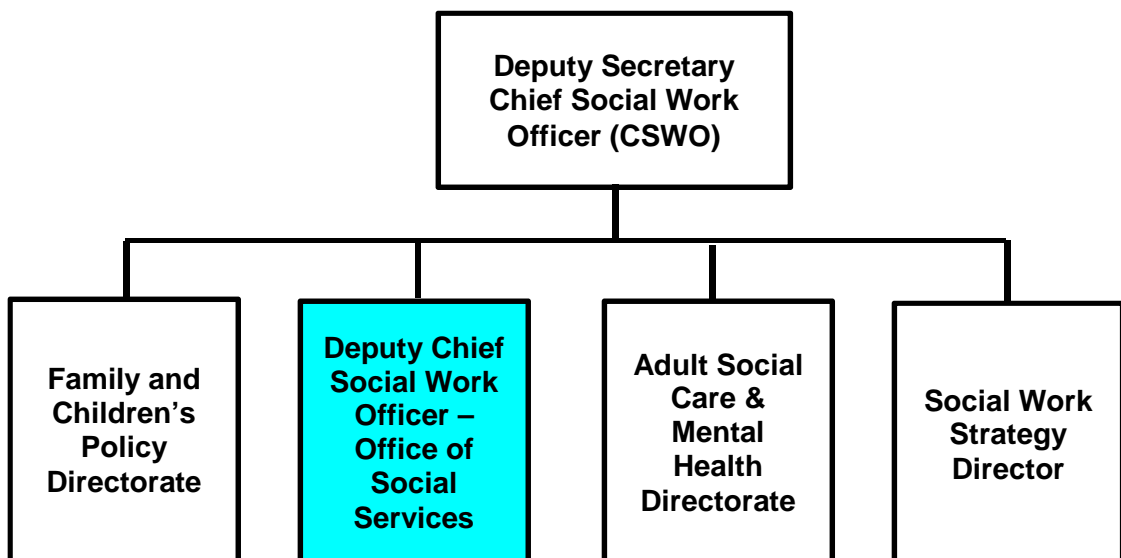 Deputy Secretary
Chief Social Work
Officer (CSWO)
Family and
Children’s
Policy
Directorate
Deputy Chief
Social Work
Officer –
Office of
Social
Services
Adult Social
Care &
Mental
Health
Directorate
Social Work
Strategy
Director